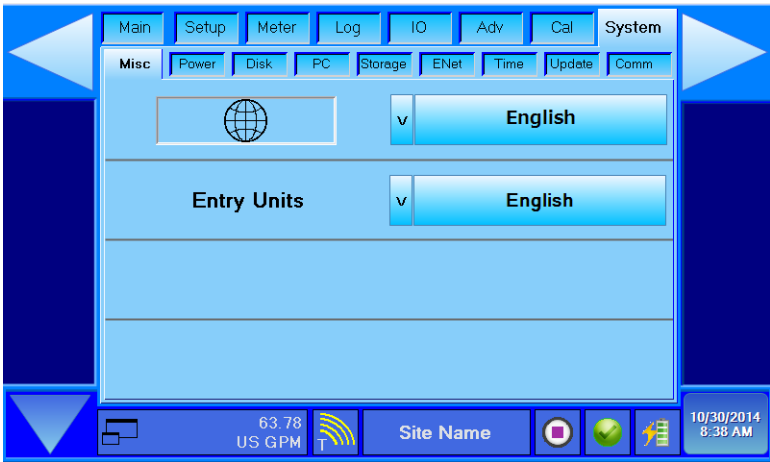 Main Setup Meter Log IO Adv Cal System
Misc Power Disk PC Storage ENet Time Update Comm
v English
Entry Units v English
63.78
US GPM
T
Site Name
10/30/2014
8:38 AM